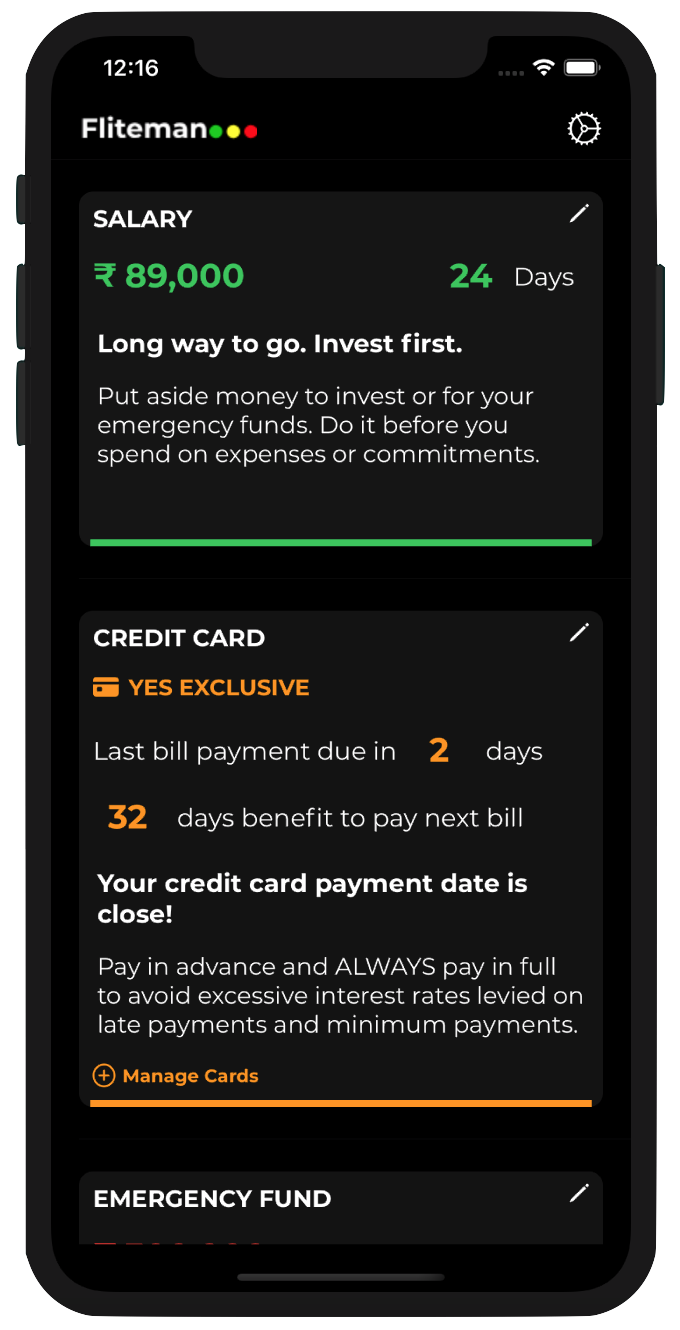 12:16
Fliteman
SALARY
₹ 89,000 24 Days
Long way to go. Invest first.
Put aside money to invest or for your
emergency funds. Do it before you
spend on expenses or commitments.
CREDIT CARD
YES EXCLUSIVE
Last bill payment due in 2 days
32 days benefit to pay next bill
Your credit card payment date is
close!
Pay in advance and ALWAYS pay in full
to avoid excessive interest rates levied on
late payments and minimum payments.
Manage Cards
EMERGENCY FUND